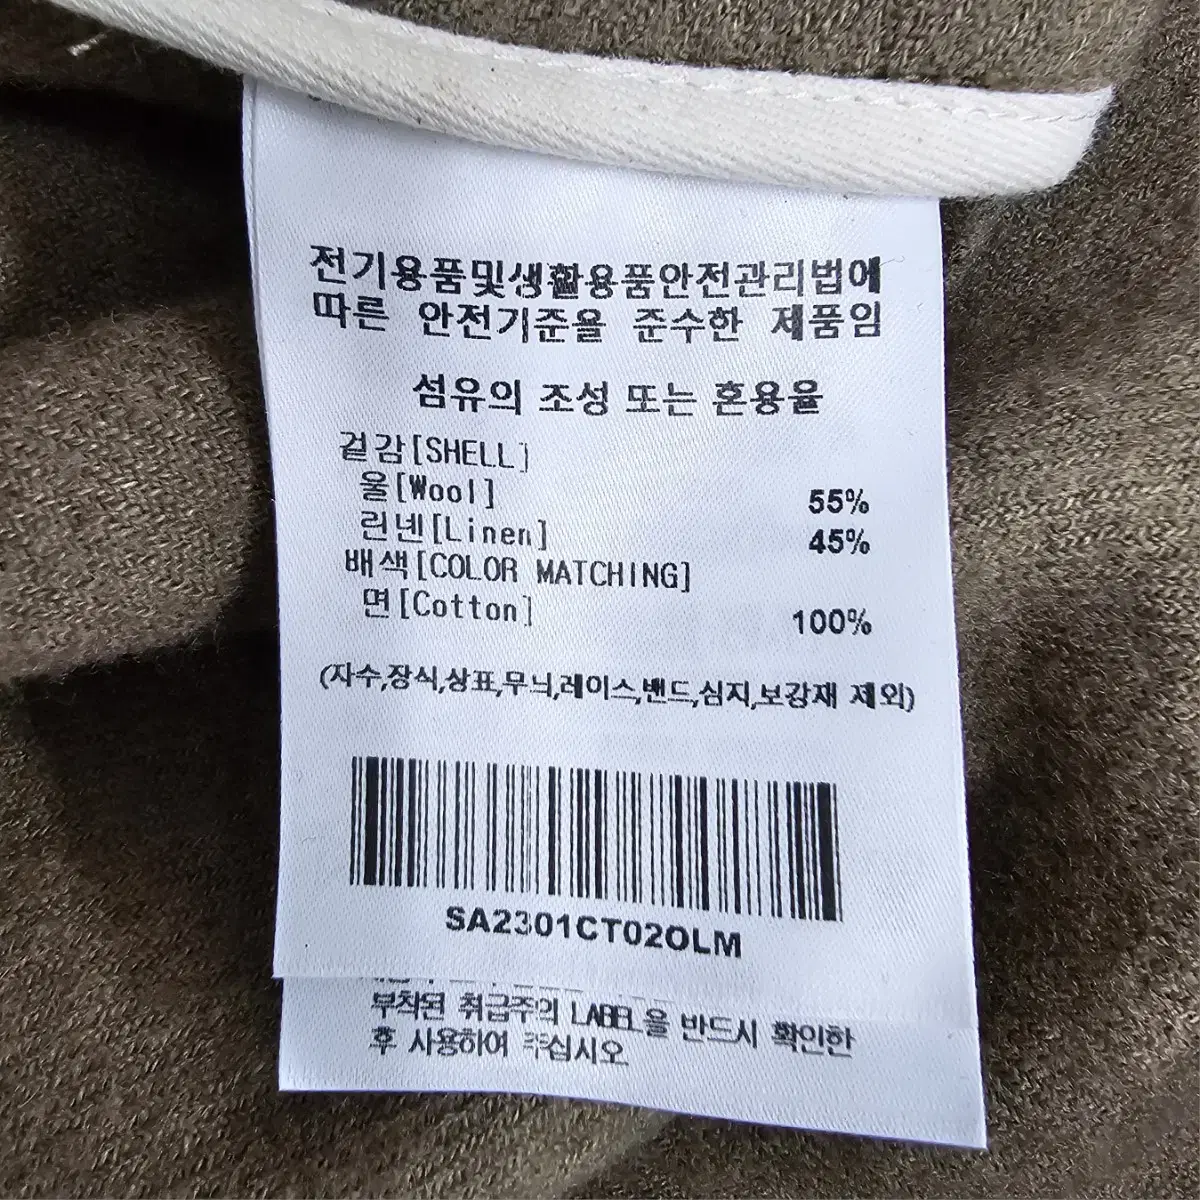 전기용품및생활용품안전관리법에
따른 안전기준을 준수한 제품임
섬유의 조성 또는 혼용율
겉감[SHELL]
울[Wool] 55%
린넨[Linen] 45%
배색[COLOR MATCHING]
면[Cotton] 100%
(자수,장식,상표,무늬,레이스,밴드,심지,보강재 제외)
SA2301CT02OLM
부착된 취급주의 LABEL을 반드시 확인한
후 사용하여 주십시오